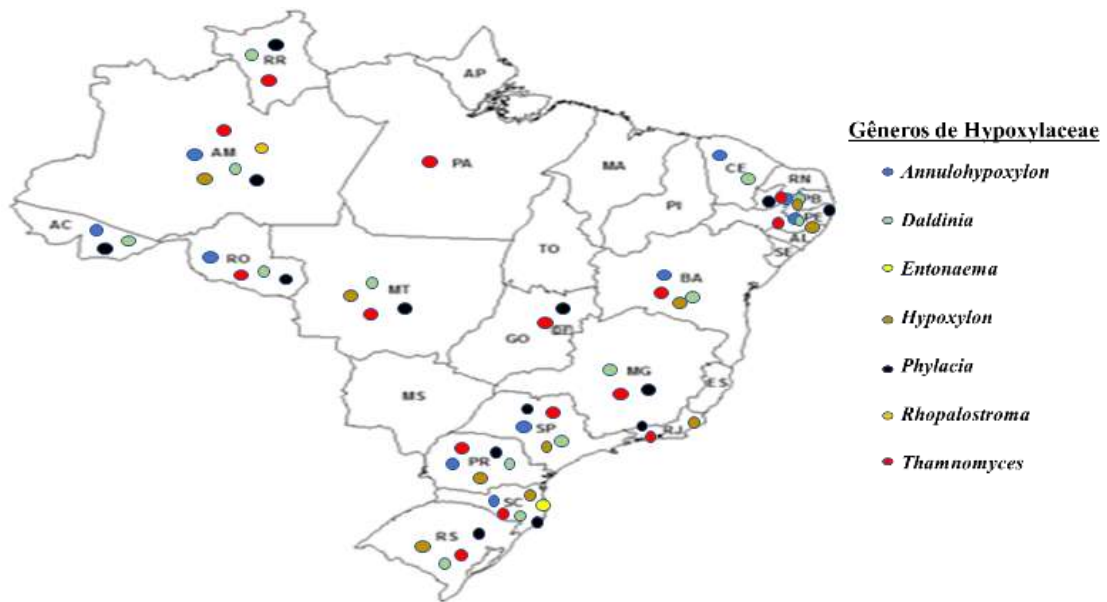 RR
AP
AM
PA
MA
CE
RN
PB
PE
AL
SE
PI
AC
TO
RO
BA
MT
GO
DF
MG
ES
MS
SP
RJ
PR
SC
RS
Gêneros de Hypoxylaceae
Annulohypoxylon
Daldinia
Entonaema
Hypoxylon
Phylacia
Rhopalostroma
Thamnomyces